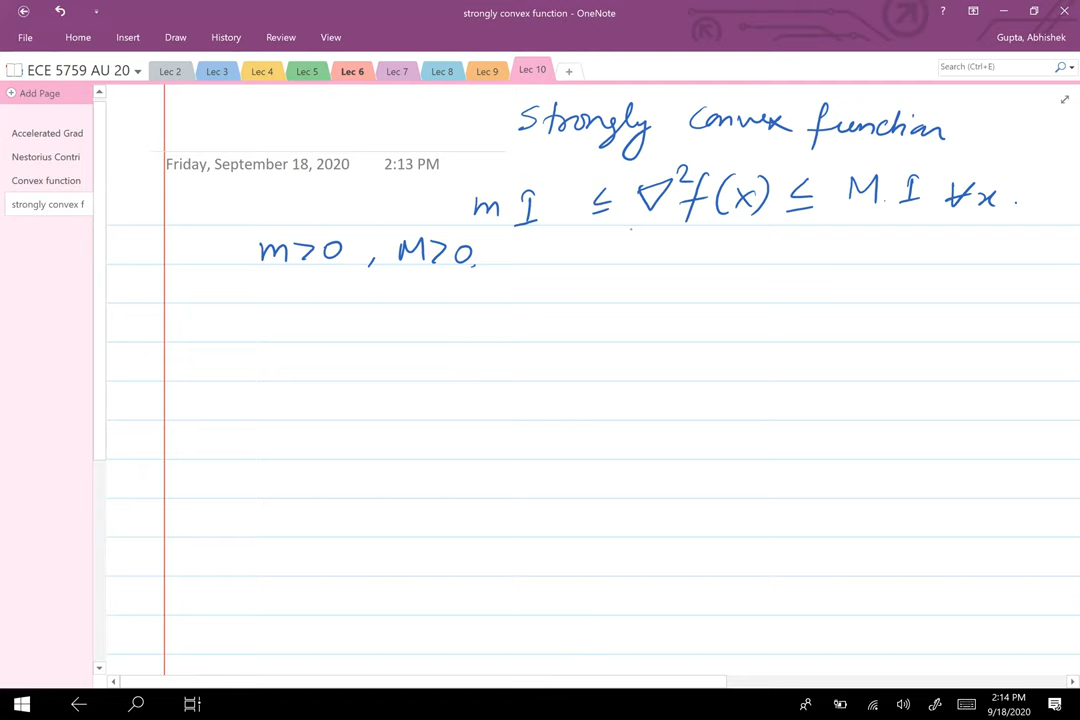 strongly convex function - OneNote
?
File Home Insert Draw History Review View
Gupta, Abhishek
ECE 5759 AU 20
Lec 2 Lec 3 Lec 4 Lec 5 Lec 6 Lec 7 Lec 8 Lec 9 Lec 10 +
Search (Ctrl+E)
Add Page
Accelerated Grad
Nestorius Contri
Convex function
strongly convex f
Strongly Convex function
Friday, September 18, 2020 2:13 PM
m I ≤ ∇²f(x) ≤ M. I ∀x.
m>0, M>0.
2:14 PM
9/18/2020